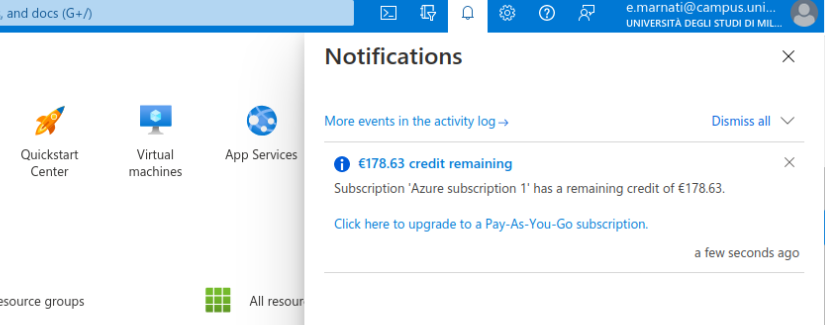 , and docs (G+/)
e.marnati@campus.uni...
UNIVERSITÀ DEGLI STUDI DI MIL...
Notifications
More events in the activity log →
Dismiss all
Quickstart
Center
Virtual
machines
App Services
€178.63 credit remaining
Subscription 'Azure subscription 1' has a remaining credit of €178.63.
Click here to upgrade to a Pay-As-You-Go subscription.
a few seconds ago
esource groups
All resour